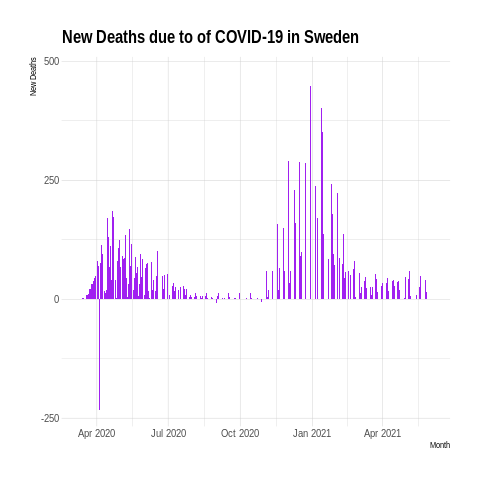 New Deaths due to of COVID-19 in Sweden
New Deaths
500
250
0
-250
Apr 2020
Jul 2020
Oct 2020
Jan 2021
Apr 2021
Month